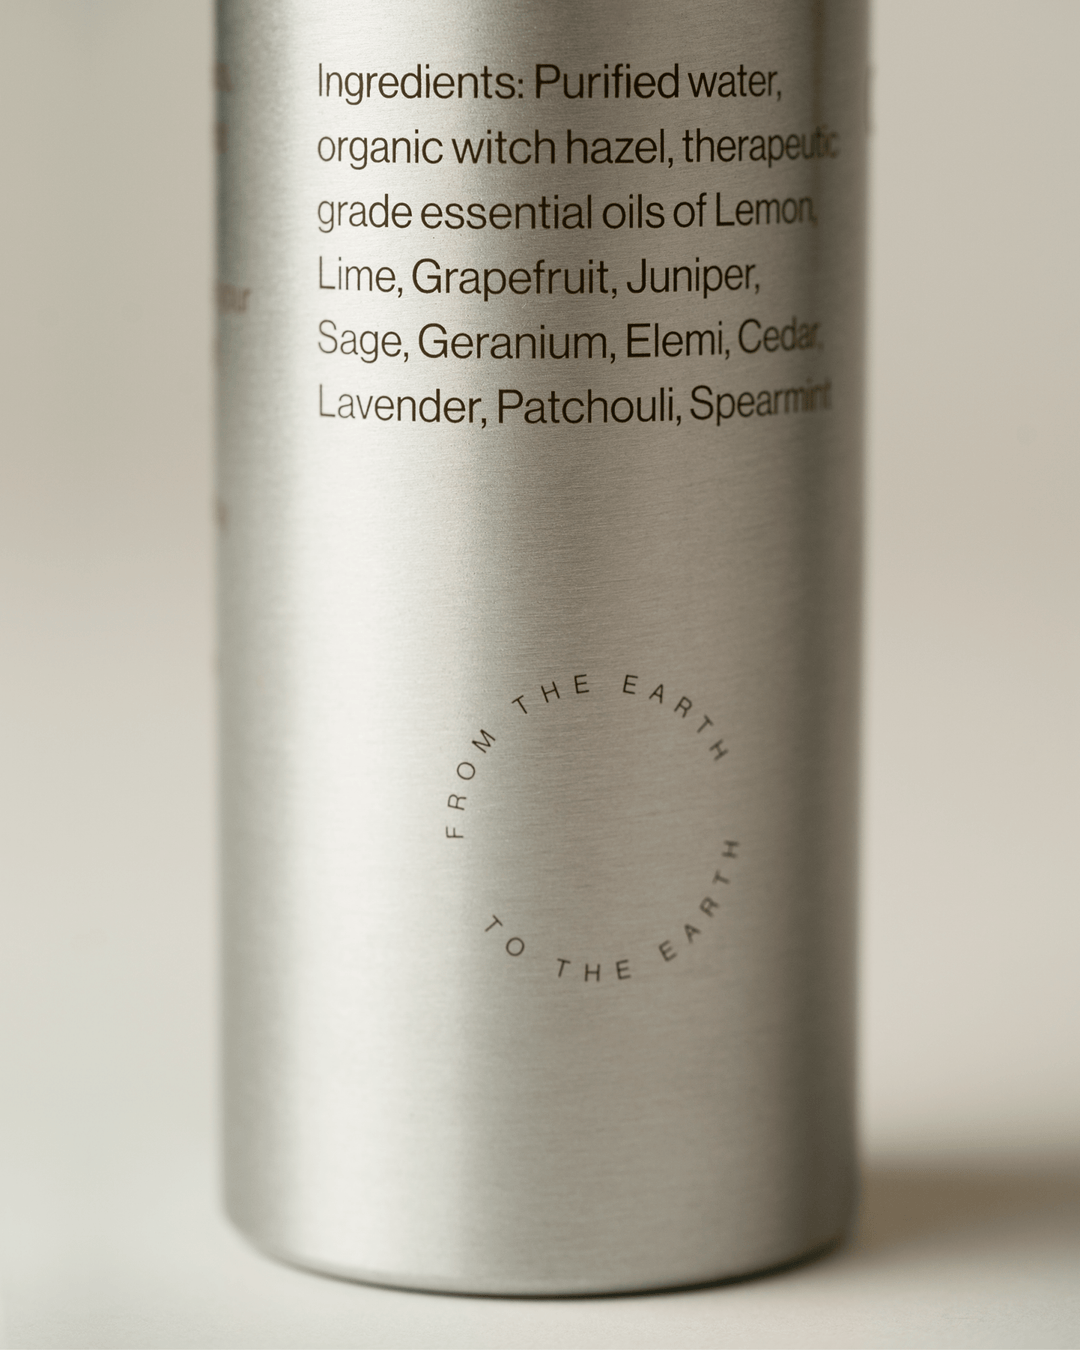 Ingredients: Purified water,
organic witch hazel, therapeutic
grade essential oils of Lemon,
Lime, Grapefruit, Juniper,
Sage, Geranium, Elemi, Cedar,
Lavender, Patchouli, Spearmint
FROM THE EARTH
TO THE EARTH